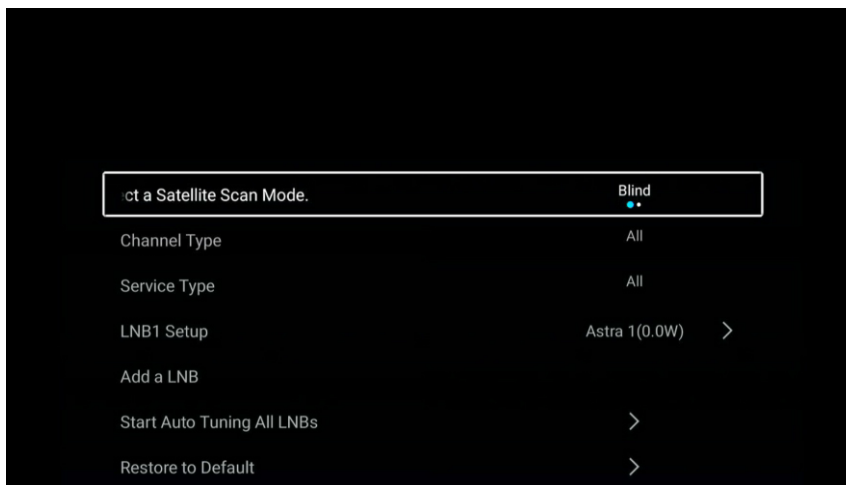 ct a Satellite Scan Mode. Blind
Channel Type All
Service Type All
LNB1 Setup Astra 1(0.0W) >
Add a LNB
Start Auto Tuning All LNBs >
Restore to Default >